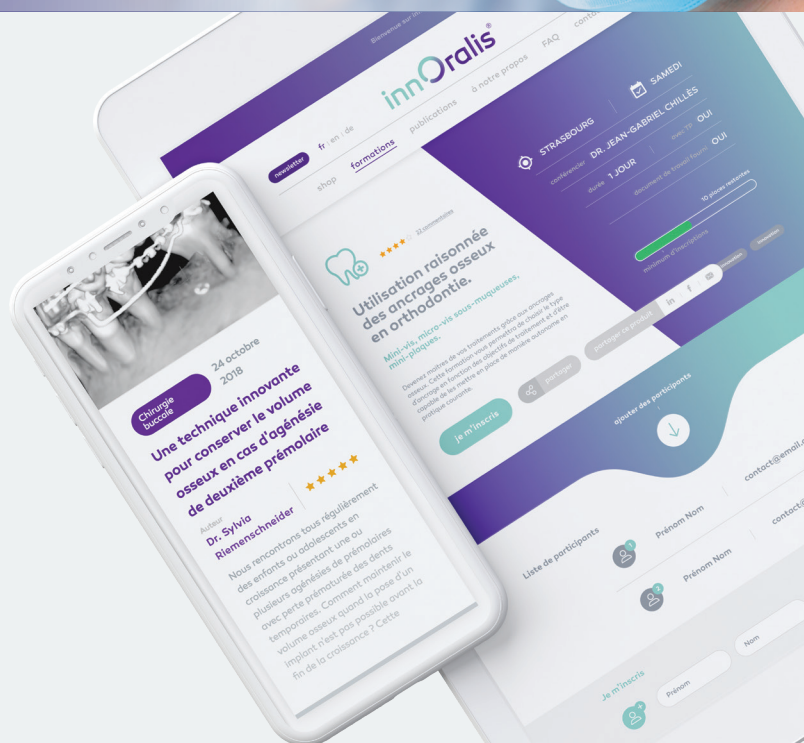 Bienvenue sur
innOralis®
newsletter
fr | en | de
shop
formations
publications
à notre propos
FAQ
STRASBOURG
SAMEDI
conférencier DR. JEAN-GABRIEL CHILLÈS
durée 1 JOUR
avec TP OUI
document de travail fourni OUI
10 places restantes
minimum d'inscriptions
22 commentaires
Utilisation raisonnée
des ancrages osseux
en orthodontie.
Mini-vis, micro-vis sous-muqueuses,
mini-plaques.
Devenez maîtres de vos traitements grâce aux ancrages
osseux. Cette formation vous permettra de choisir le type
d'ancrage en fonction des objectifs de traitement et d'être
capable de les mettre en place de manière autonome en
pratique courante.
je m'inscris
partager
partager ce produit
in
f
ajouter des participants
Liste de participants
1
Prénom Nom
contact@email.
2
Prénom Nom
contact@
Je m'inscris
Prénom
Nom
Chirurgie
buccale
24 octobre
2018
Une technique innovante
pour conserver le volume
osseux en cas d'agénésie
de deuxième prémolaire
Auteur
Dr. Sylvia
Riemenschneider
Nous rencontrons tous régulièrement
des enfants ou adolescents en
croissance présentant une ou
plusieurs agénésies de prémolaires
avec perte prématurée des dents
temporaires. Comment maintenir le
volume osseux quand la pose d'un
implant n'est pas possible avant la
fin de la croissance ? Cette